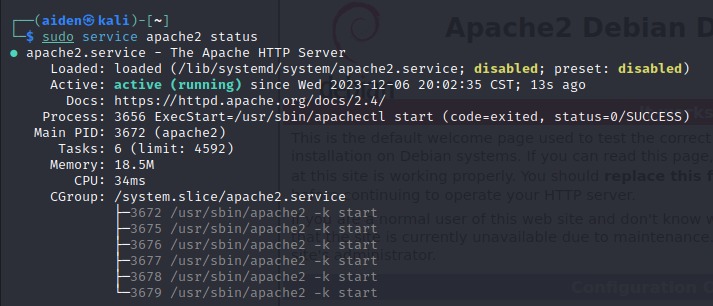 ┌──(aiden㉿kali)-[~]
└─$ sudo service apache2 status
● apache2.service - The Apache HTTP Server
Loaded: loaded (/lib/systemd/system/apache2.service; disabled; preset: disabled)
Active: active (running) since Wed 2023-12-06 20:02:35 CST; 13s ago
Docs: https://httpd.apache.org/docs/2.4/
Process: 3656 ExecStart=/usr/sbin/apachectl start (code=exited, status=0/SUCCESS)
Main PID: 3672 (apache2)
Tasks: 6 (limit: 4592)
Memory: 18.5M
CPU: 34ms
CGroup: /system.slice/apache2.service
├─3672 /usr/sbin/apache2 -k start
├─3675 /usr/sbin/apache2 -k start
├─3676 /usr/sbin/apache2 -k start
├─3677 /usr/sbin/apache2 -k start
├─3678 /usr/sbin/apache2 -k start
└─3679 /usr/sbin/apache2 -k start
Apache2 Debian D
This is the default welcome page used to test the correct
installation on Debian systems. If you can read this page,
at this site is working properly. You should replace this f
continuing to operate your HTTP server.
normal user of this web site and don't know w
site is currently unavailable due to maintenance.
administrator.
Configuration